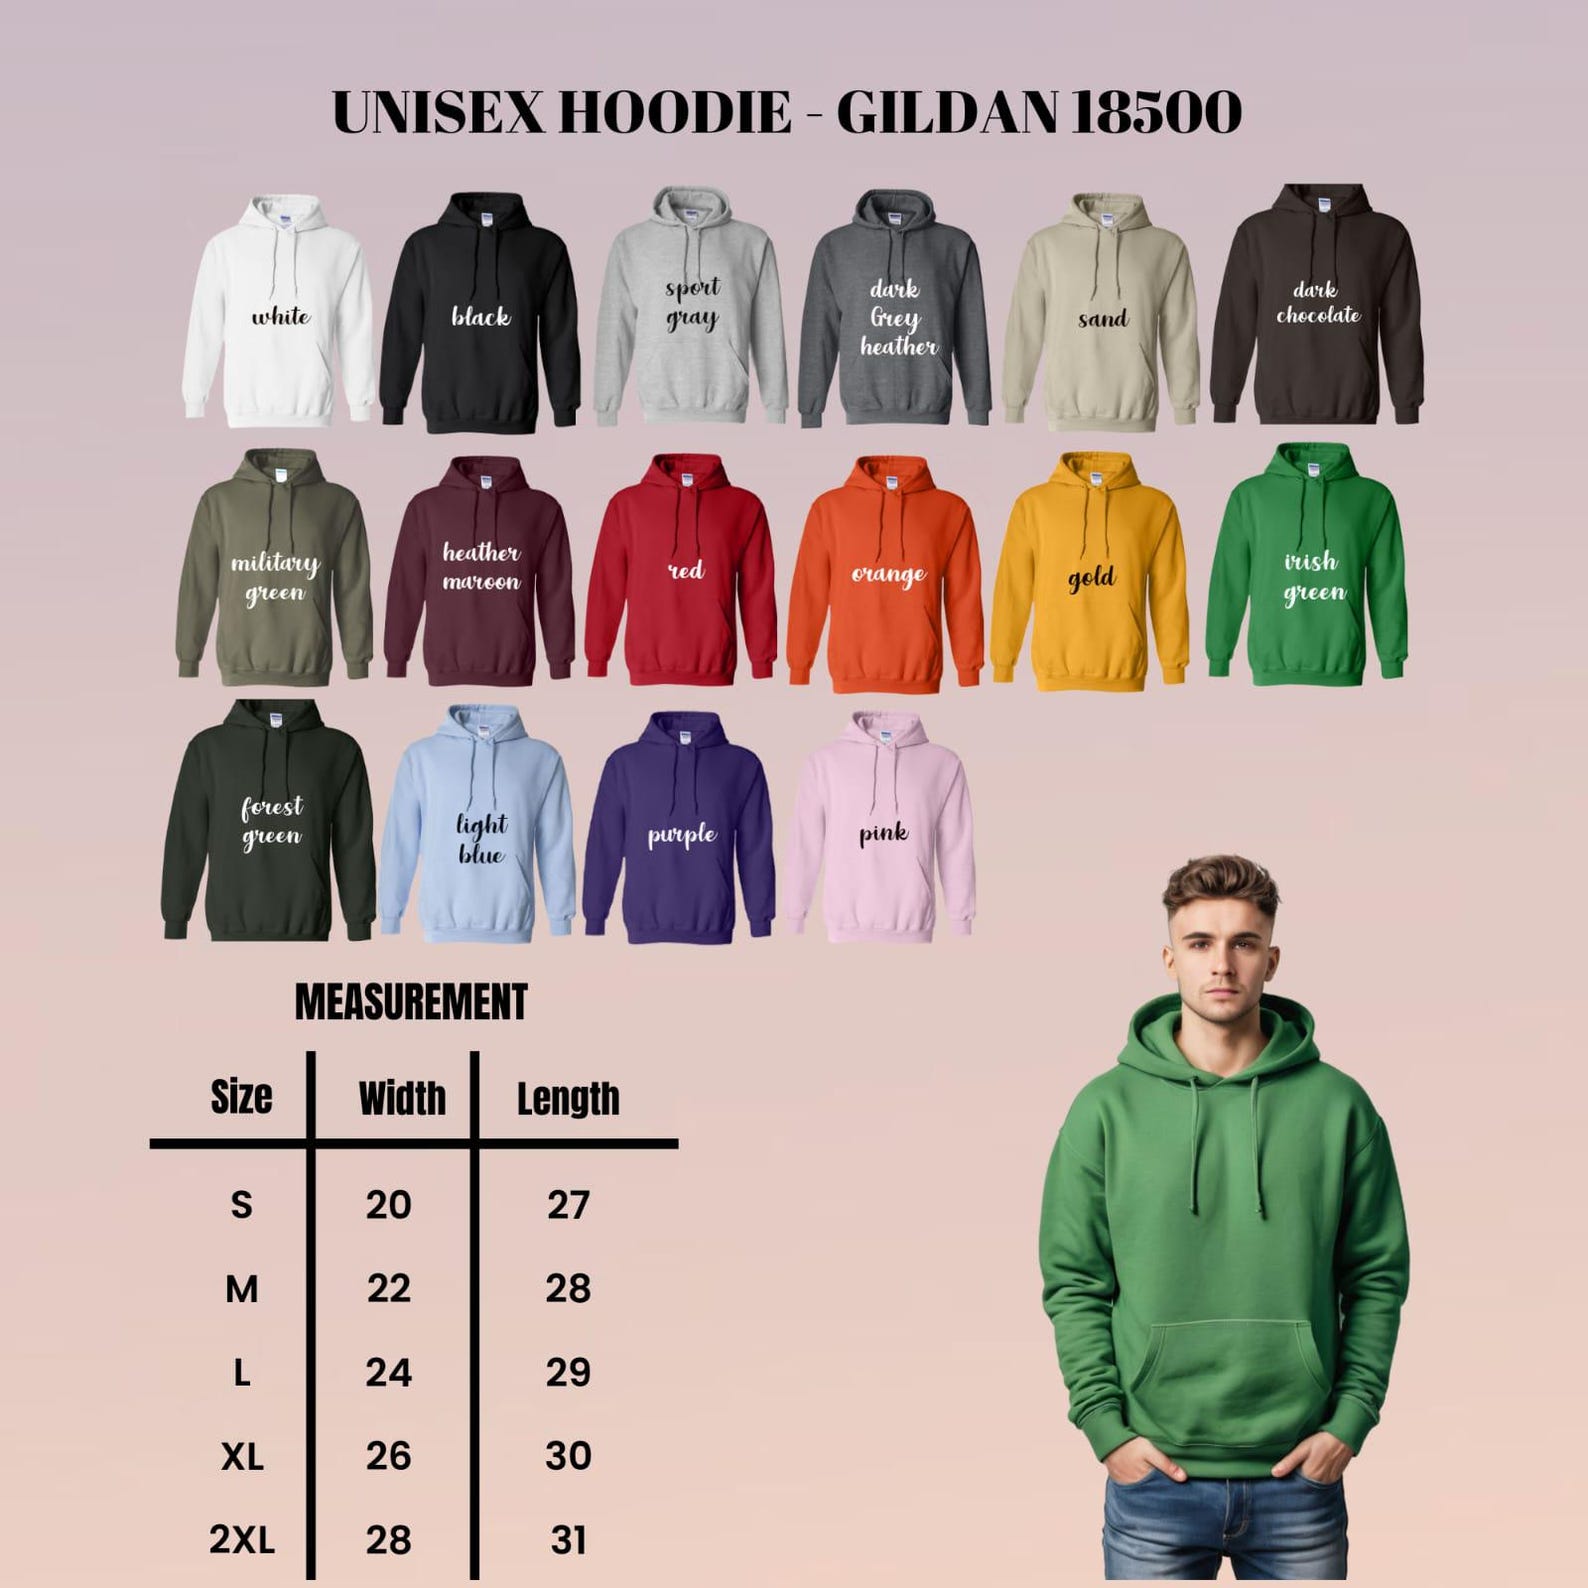 UNISEX HOODIE - GILDAN 18500
white
black
sport
gray
dark
Grey
heather
sand
dark
chocolate
military
green
heather
maroon
red
orange
gold
irish
green
forest
green
light
blue
purple
pink
MEASUREMENT
Size Width Length
S 20 27
M 22 28
L 24 29
XL 26 30
2XL 28 31